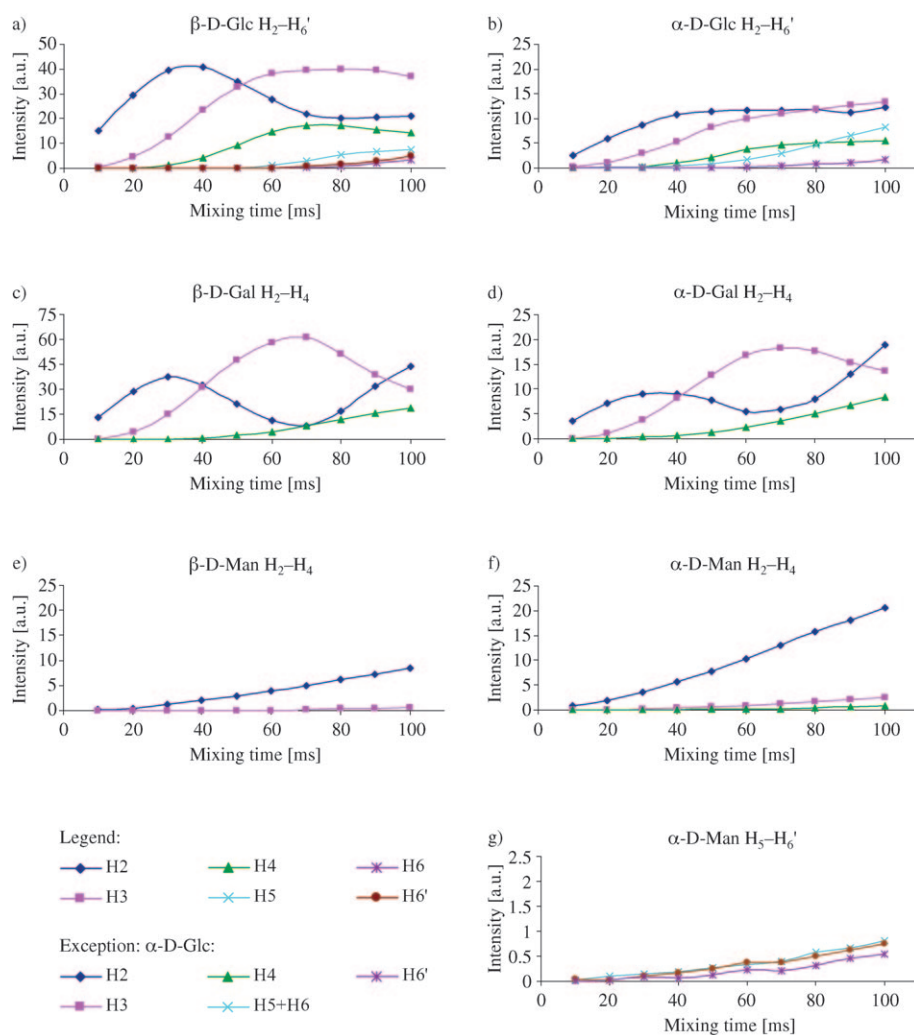 a) β-D-Glc H₂–H₆'
Intensity [a.u.]
50
40
30
20
10
0
0 20 40 60 80 100
Mixing time [ms]
b) α-D-Glc H₂–H₆'
Intensity [a.u.]
25
20
15
10
5
0
0 20 40 60 80 100
Mixing time [ms]
c) β-D-Gal H₂–H₄
Intensity [a.u.]
75
60
45
30
15
0
0 20 40 60 80 100
Mixing time [ms]
d) α-D-Gal H₂–H₄
Intensity [a.u.]
25
20
15
10
5
0
0 20 40 60 80 100
Mixing time [ms]
e) β-D-Man H₂–H₄
Intensity [a.u.]
25
20
15
10
5
0
0 20 40 60 80 100
Mixing time [ms]
f) α-D-Man H₂–H₄
Intensity [a.u.]
25
20
15
10
5
0
0 20 40 60 80 100
Mixing time [ms]
Legend:
H2 H4 H6
H3 H5 H6'
Exception: α-D-Glc:
H2 H4 H6'
H3 H5+H6
g) α-D-Man H₅–H₆'
Intensity [a.u.]
2.5
2
1.5
1
0.5
0
0 20 40 60 80 100
Mixing time [ms]